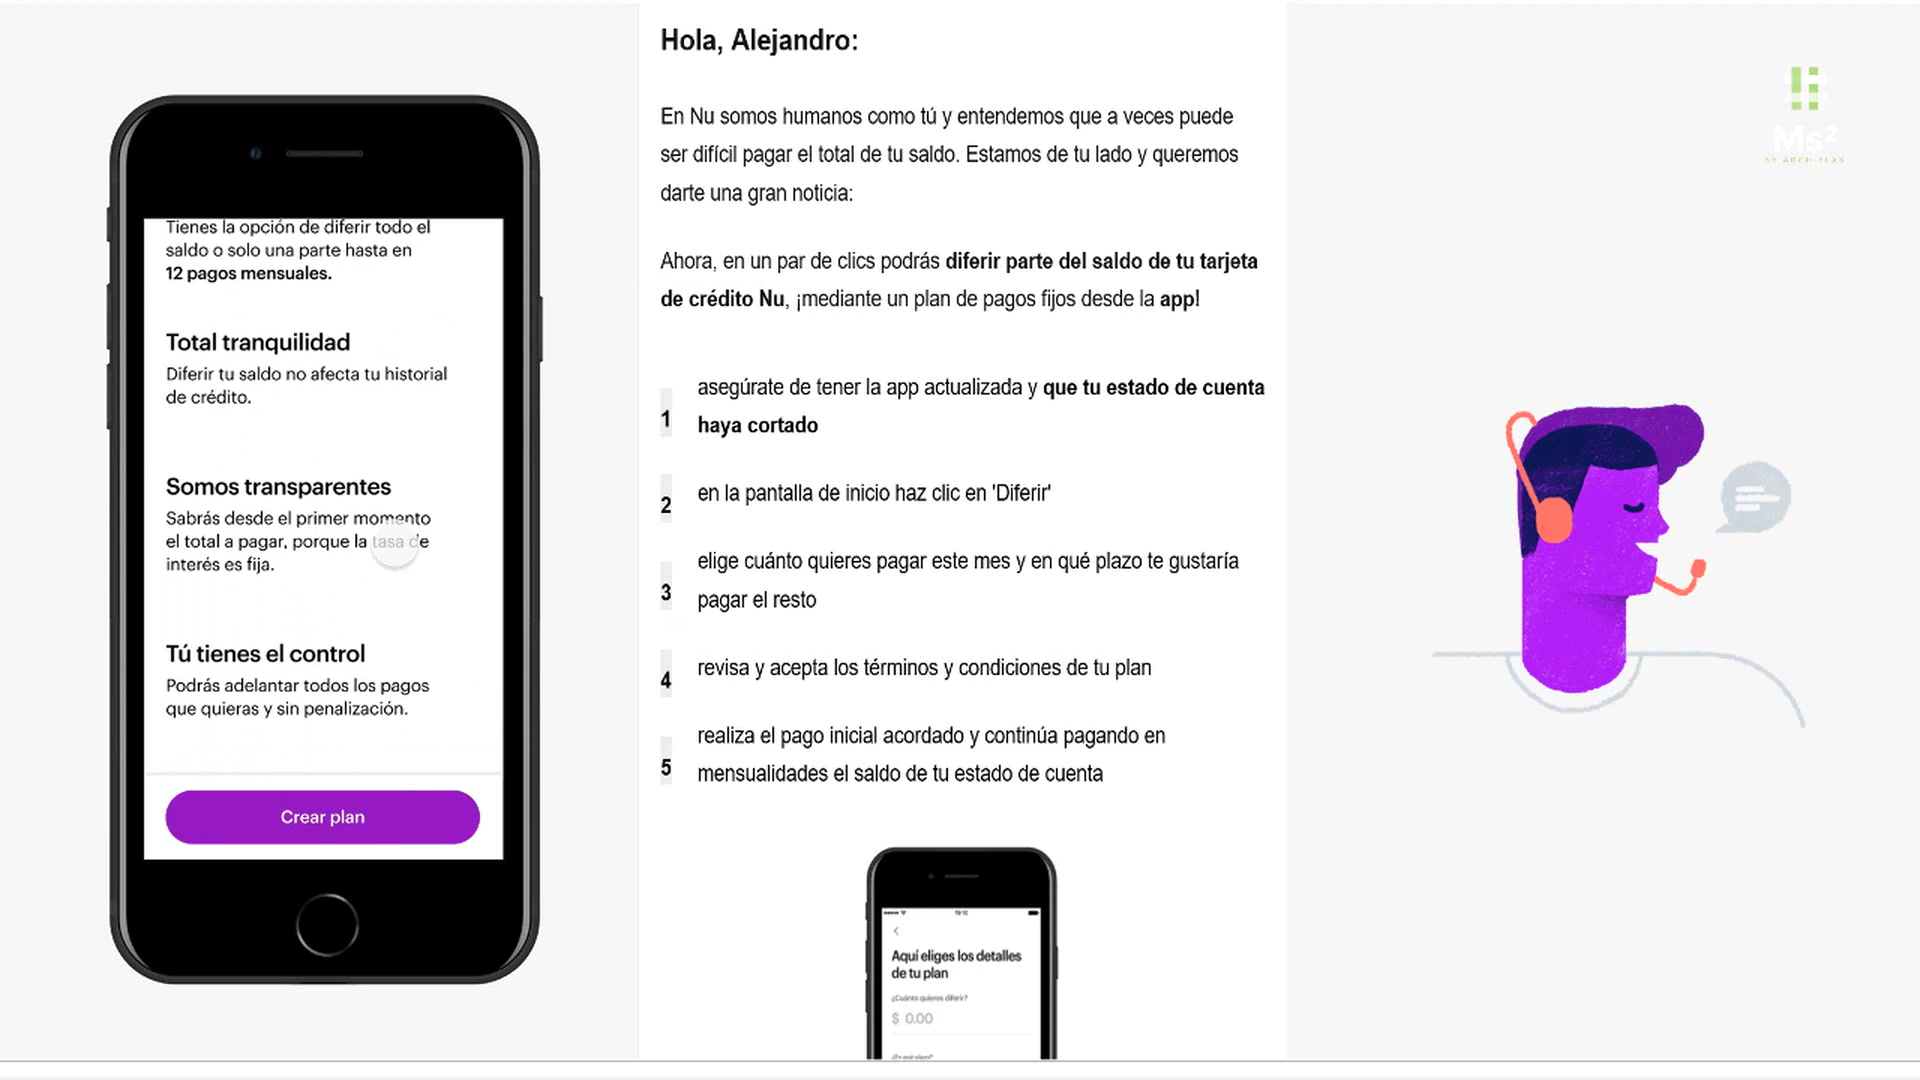 Tienes la opción de diferir todo el
saldo o solo una parte hasta en
12 pagos mensuales.
Total tranquilidad
Diferir tu saldo no afecta tu historial
de crédito.
Somos transparentes
Sabrás desde el primer momento
el total a pagar, porque la tasa de
interés es fija.
Tú tienes el control
Podrás adelantar todos los pagos
que quieras y sin penalización.
Crear plan
Hola, Alejandro:
En Nu somos humanos como tú y entendemos que a veces puede
ser difícil pagar el total de tu saldo. Estamos de tu lado y queremos
darte una gran noticia:
Ahora, en un par de clics podrás diferir parte del saldo de tu tarjeta
de crédito Nu, ¡mediante un plan de pagos fijos desde la app!
1 asegúrate de tener la app actualizada y que tu estado de cuenta
haya cortado
2 en la pantalla de inicio haz clic en 'Diferir'
3 elige cuánto quieres pagar este mes y en qué plazo te gustaría
pagar el resto
4 revisa y acepta los términos y condiciones de tu plan
5 realiza el pago inicial acordado y continúa pagando en
mensualidades el saldo de tu estado de cuenta
Aquí eliges los detalles
de tu plan
¿Cuánto quieres diferir?
$ 0.00
Ms²